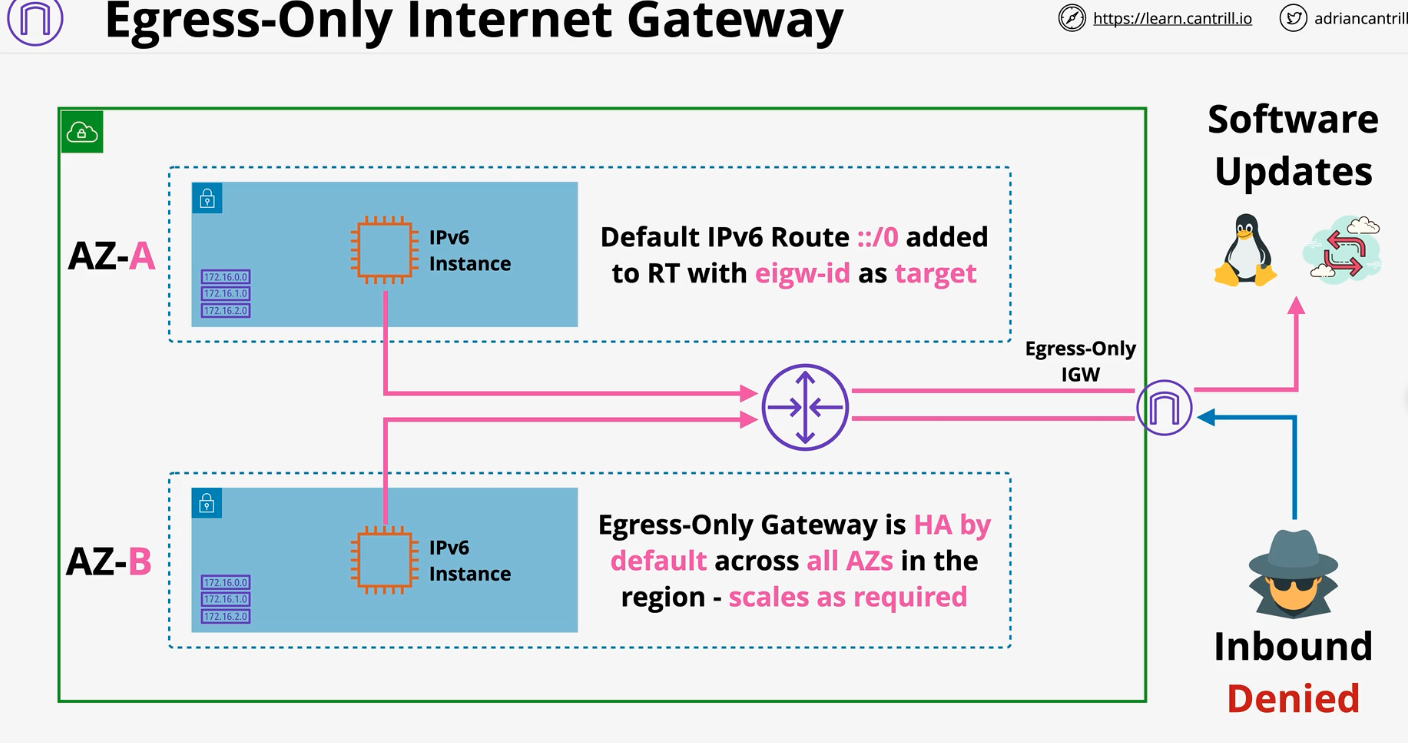 Egress-Only Internet Gateway
https://learn.cantrill.io
adriancantrill
Software
Updates
AZ-A
IPv6
Instance
172.16.0.0
172.16.1.0
172.16.2.0
Default IPv6 Route ::/0 added
to RT with eigw-id as target
Egress-Only
IGW
AZ-B
IPv6
Instance
172.16.0.0
172.16.1.0
172.16.2.0
Egress-Only Gateway is HA by
default across all AZs in the
region - scales as required
Inbound
Denied